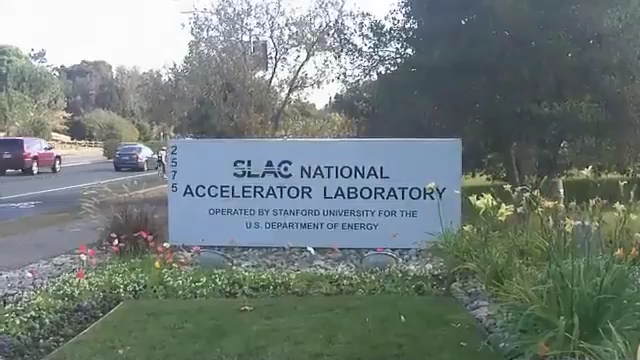 2575
SLAC NATIONAL
ACCELERATOR LABORATORY
OPERATED BY STANFORD UNIVERSITY FOR THE
U.S. DEPARTMENT OF ENERGY